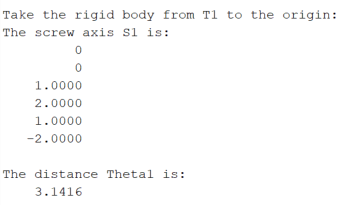 Take the rigid body from T1 to the origin:
The screw axis S1 is:
0
0
1.0000
2.0000
1.0000
-2.0000
The distance Theta1 is:
3.1416